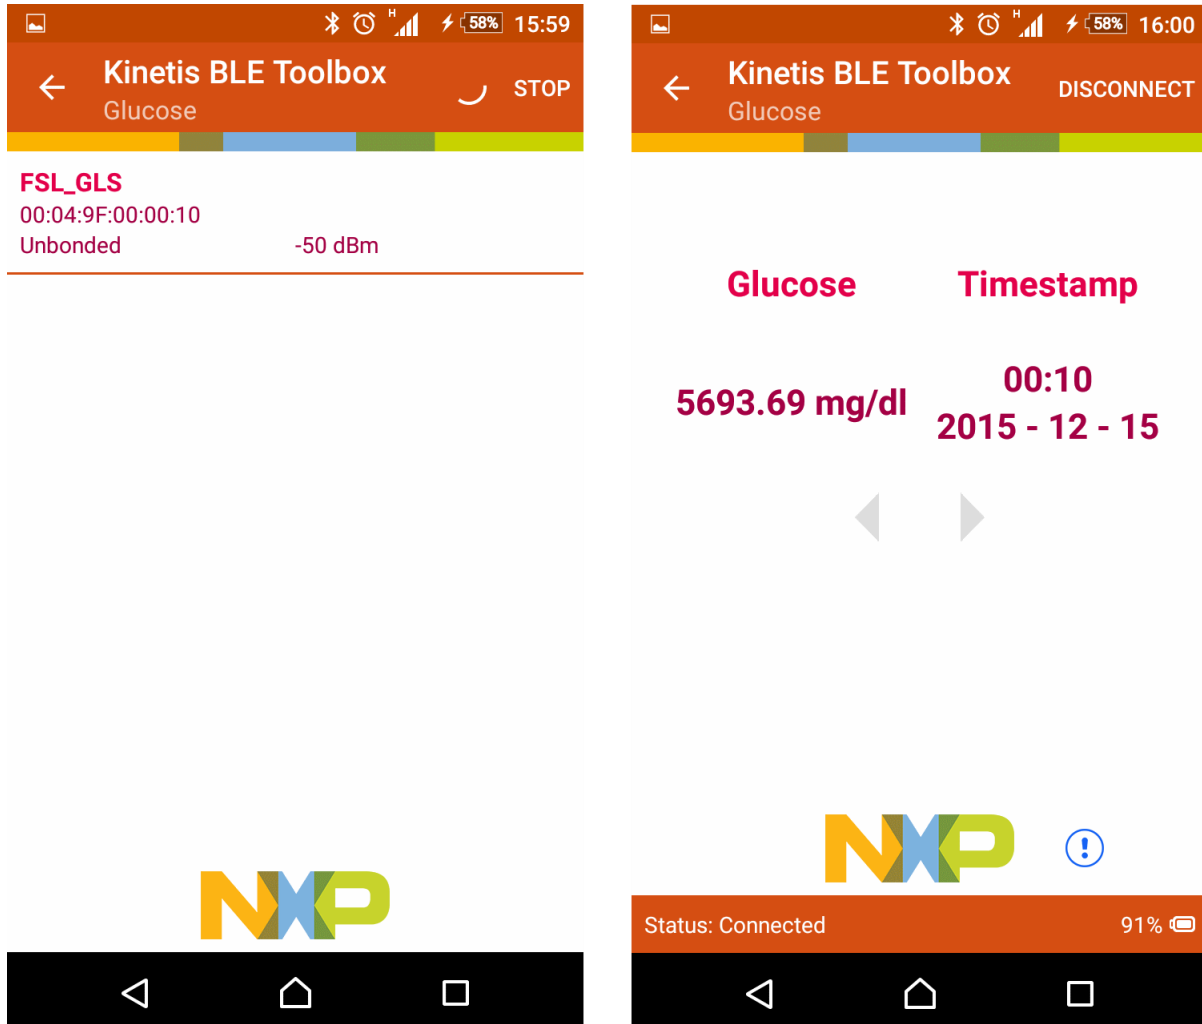 H 58% 15:59
Kinetis BLE Toolbox
Glucose
STOP
FSL_GLS
00:04:9F:00:00:10
Unbonded -50 dBm
NXP
H 58% 16:00
Kinetis BLE Toolbox
Glucose
DISCONNECT
Glucose Timestamp
5693.69 mg/dl
00:10
2015 - 12 - 15
NXP
Status: Connected 91%